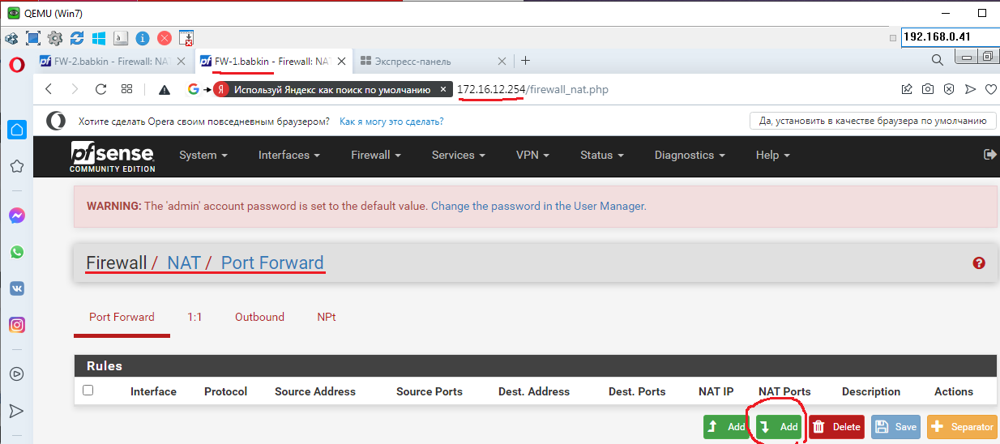 QEMU (Win7)
192.168.0.41
FW-2.babkin - Firewall: NAT
FW-1.babkin - Firewall: NAT
Экспресс-панель
G Я Используй Яндекс как поиск по умолчанию 172.16.12.254/firewall_nat.php
Хотите сделать Opera своим повседневным браузером? Как я могу это сделать? Да, установить в качестве браузера по умолчанию
pfsense System Interfaces Firewall Services VPN Status Diagnostics Help
COMMUNITY EDITION
WARNING: The 'admin' account password is set to the default value. Change the password in the User Manager.
Firewall / NAT / Port Forward
Port Forward 1:1 Outbound NPt
Rules
Interface Protocol Source Address Source Ports Dest. Address Dest. Ports NAT IP NAT Ports Description Actions
Add Add Delete Save Separator